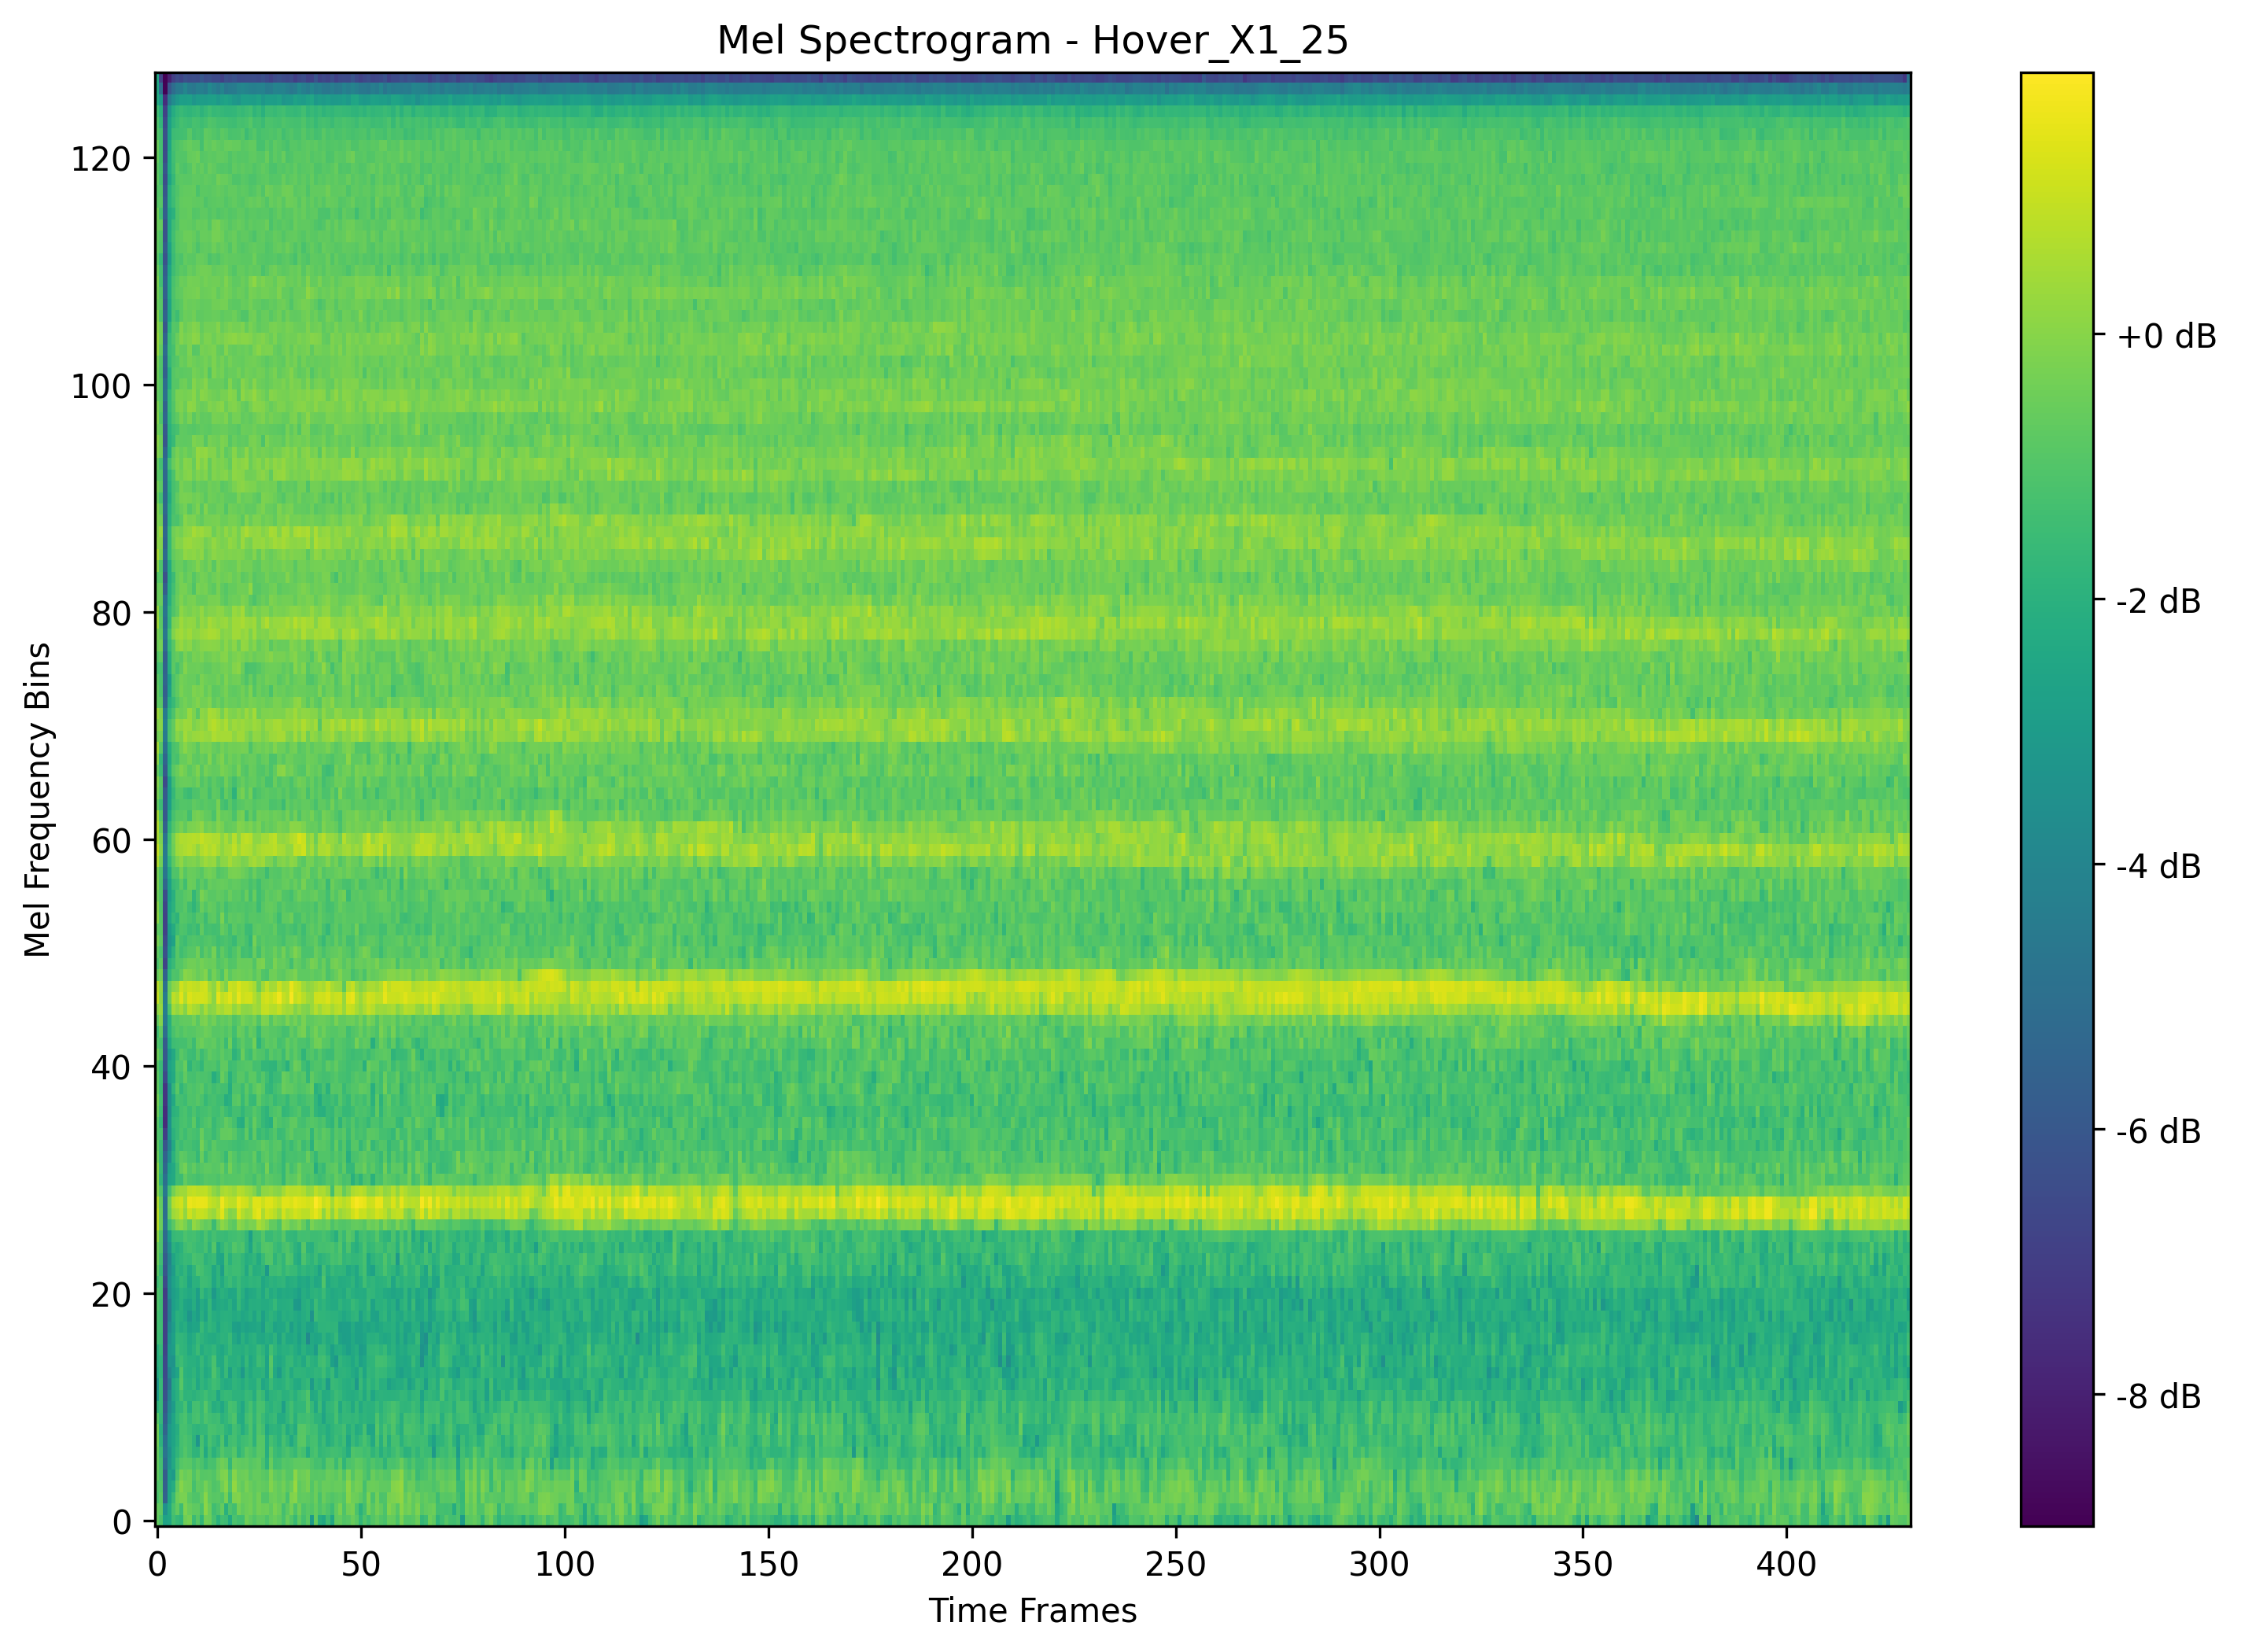 Mel Spectrogram - Hover_X1_25
Mel Frequency Bins
120
100
80
60
40
20
0
0 50 100 150 200 250 300 350 400
Time Frames
+0 dB
-2 dB
-4 dB
-6 dB
-8 dB